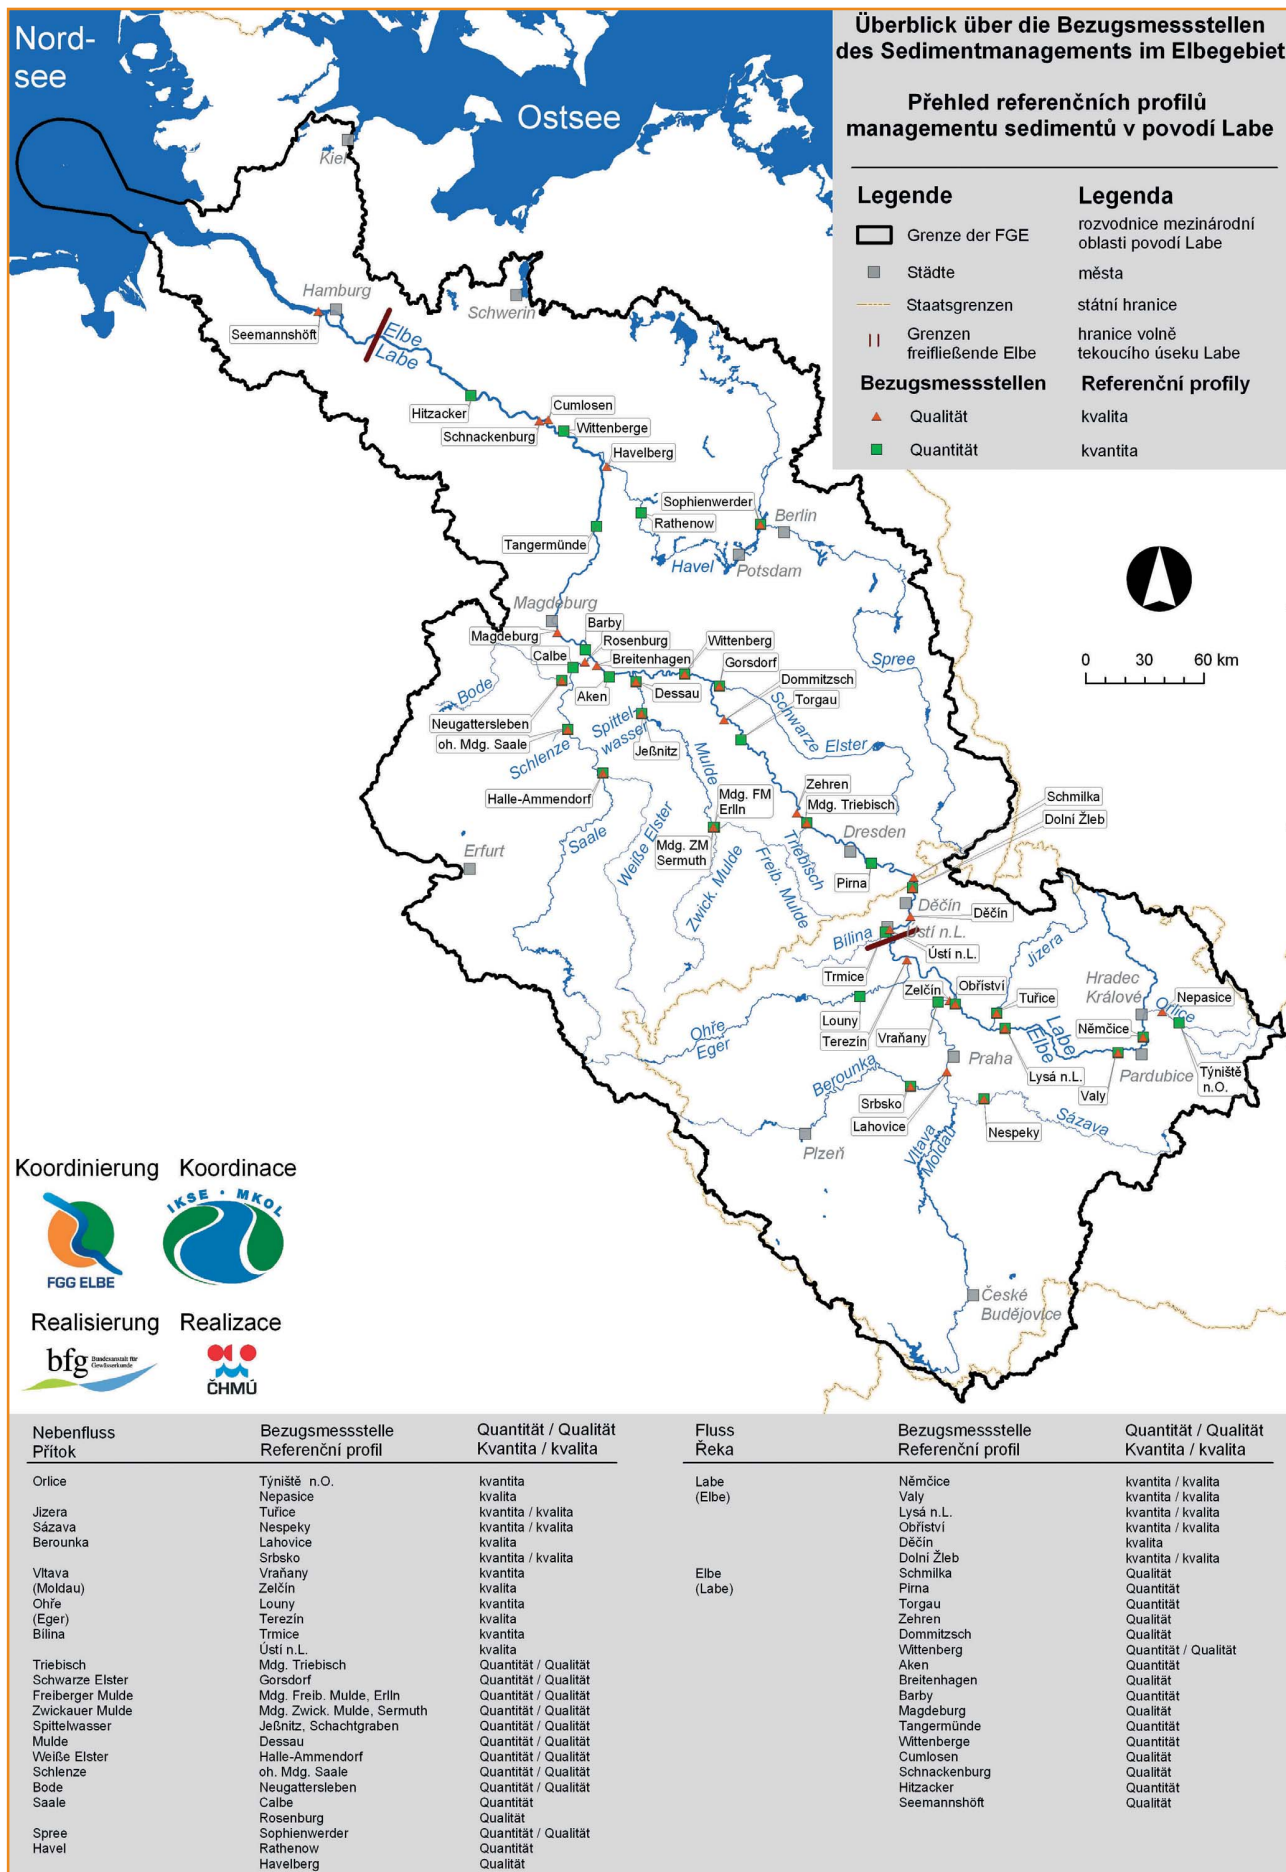 Nord-
see
Ostsee
Überblick über die Bezugsmessstellen
des Sedimentmanagements im Elbegebiet
Přehled referenčních profilů
managementu sedimentů v povodí Labe
Legende Legenda
Grenze der FGE rozvodnice mezinárodní
oblasti povodí Labe
Städte města
Staatsgrenzen státní hranice
Grenzen hranice volně
freifließende Elbe tekoucího úseku Labe
Bezugsmessstellen Referenční profily
Qualität kvalita
Quantität kvantita
Kiel
Hamburg
Schwerin
Seemannshöft
Elbe
Labe
Hitzacker
Cumlosen
Schnackenburg
Wittenberge
Havelberg
Sophienwerder
Berlin
Rathenow
Tangermünde
Havel
Potsdam
0 30 60 km
Magdeburg
Magdeburg
Barby
Rosenburg
Wittenberg
Calbe
Breitenhagen
Gorsdorf
Spree
Aken
Dessau
Dommitzsch
Bode
Neugattersleben
Torgau
oh. Mdg. Saale
Spittel
wasser
Jeßnitz
Schwarze
Elster
Schlenze
Mulde
Halle-Ammendorf
Zehren
Schmilka
Mdg. FM
Erlln
Mdg. Triebisch
Dolní Žleb
Dresden
Saale
Weiße Elster
Mdg. ZM
Sermuth
Triebisch
Erfurt
Zwick. Mulde
Freib. Mulde
Pirna
Děčín
Děčín
Bílina
Ústí n.L.
Ústí n.L.
Trmice
Jizera
Hradec
Králové
Zelčín
Obříství
Tuřice
Nepasice
Orlice
Louny
Ohře
Eger
Terezín
Vraňany
Labe
Elbe
Němčice
Praha
Lysá n.L.
Valy
Pardubice
Týniště
n.O.
Berounka
Srbsko
Lahovice
Nespeky
Sázava
Plzeň
Vltava
Moldau
České
Budějovice
Koordinierung Koordinace
IKSE • MKOL
FGG ELBE
Realisierung Realizace
bfg Bundesanstalt für
Gewässerkunde
ČHMÚ
Nebenfluss Bezugsmessstelle Quantität / Qualität Fluss Bezugsmessstelle Quantität / Qualität
Přítok Referenční profil Kvantita / kvalita Řeka Referenční profil Kvantita / kvalita
Orlice Týniště n.O. kvantita Labe Němčice kvantita / kvalita
Nepasice kvalita (Elbe) Valy kvantita / kvalita
Jizera Tuřice kvantita / kvalita Lysá n.L. kvantita / kvalita
Sázava Nespeky kvantita / kvalita Obříství kvantita / kvalita
Berounka Lahovice kvalita Děčín kvalita
Srbsko kvantita / kvalita Dolní Žleb kvantita / kvalita
Vltava Vraňany kvantita Elbe Schmilka Qualität
(Moldau) Zelčín kvalita (Labe) Pirna Quantität
Ohře Louny kvantita Torgau Quantität
(Eger) Terezín kvalita Zehren Qualität
Bílina Trmice kvantita Dommitzsch Qualität
Ústí n.L. kvalita Wittenberg Quantität / Qualität
Triebisch Mdg. Triebisch Quantität / Qualität Aken Quantität
Schwarze Elster Gorsdorf Quantität / Qualität Breitenhagen Qualität
Freiberger Mulde Mdg. Freib. Mulde, Erlln Quantität / Qualität Barby Quantität
Zwickauer Mulde Mdg. Zwick. Mulde, Sermuth Quantität / Qualität Magdeburg Qualität
Spittelwasser Jeßnitz, Schachtgraben Quantität / Qualität Tangermünde Quantität
Mulde Dessau Quantität / Qualität Wittenberge Quantität
Weiße Elster Halle-Ammendorf Quantität / Qualität Cumlosen Qualität
Schlenze oh. Mdg. Saale Quantität / Qualität Schnackenburg Qualität
Bode Neugattersleben Quantität / Qualität Hitzacker Quantität
Saale Calbe Quantität Seemannshöft Qualität
Rosenburg Qualität
Spree Sophienwerder Quantität / Qualität
Havel Rathenow Quantität
Havelberg Qualität